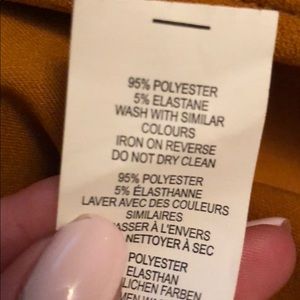 95% POLYESTER
5% ELASTANE
WASH WITH SIMILAR
COLOURS
IRON ON REVERSE
DO NOT DRY CLEAN
95% POLYESTER
5% ÉLASTHANNE
LAVER AVEC DES COULEURS
SIMILAIRES
À L'ENVERS
NETTOYER À SEC
POLYESTER
ELASTHAN
FARBEN